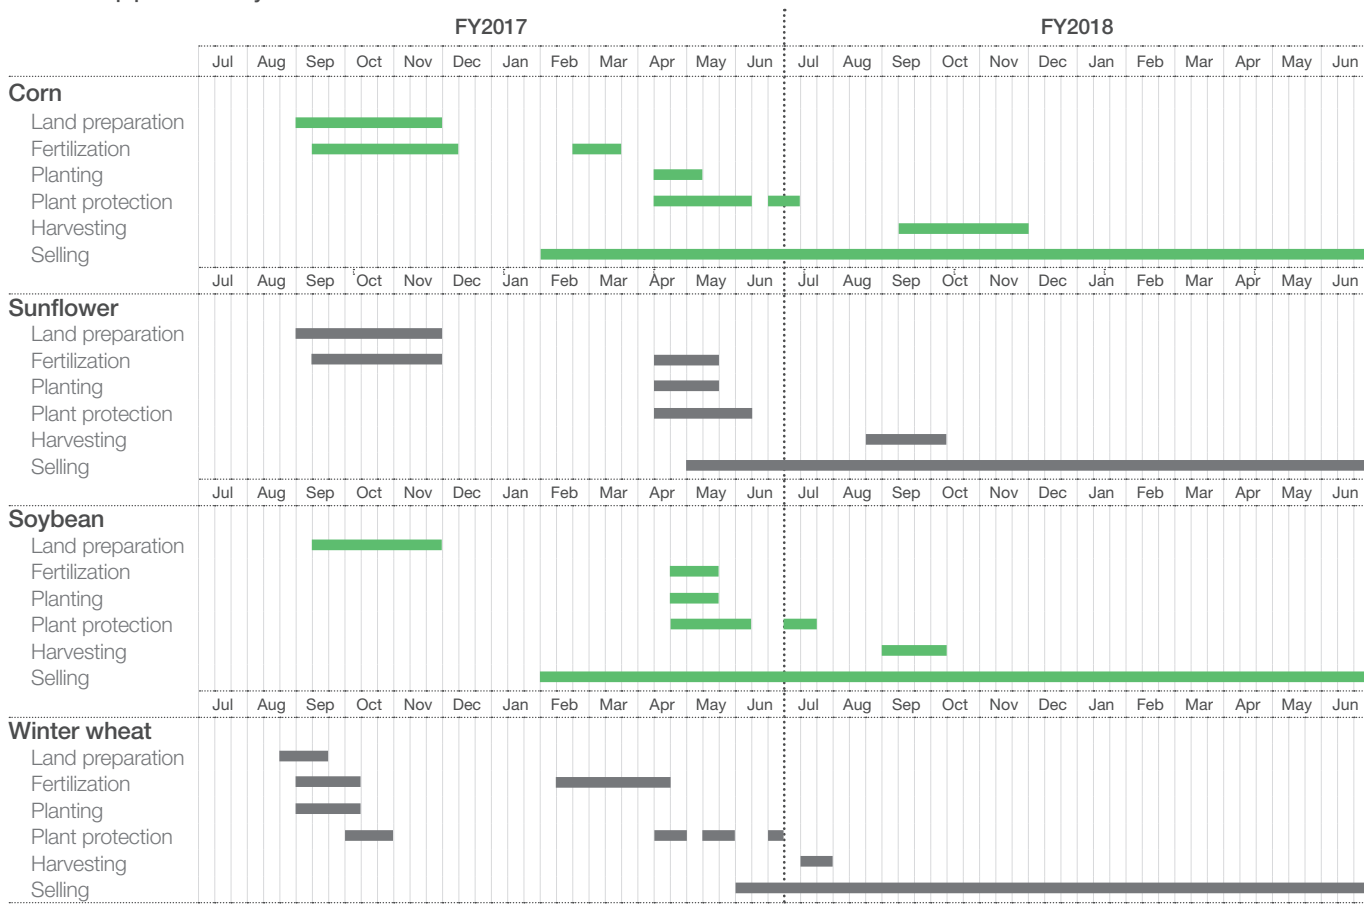 FY2017 FY2018
Jul Aug Sep Oct Nov Dec Jan Feb Mar Apr May Jun Jul Aug Sep Oct Nov Dec Jan Feb Mar Apr May Jun
Corn
Land preparation
Fertilization
Planting
Plant protection
Harvesting
Selling
Jul Aug Sep Oct Nov Dec Jan Feb Mar Apr May Jun Jul Aug Sep Oct Nov Dec Jan Feb Mar Apr May Jun
Sunflower
Land preparation
Fertilization
Planting
Plant protection
Harvesting
Selling
Jul Aug Sep Oct Nov Dec Jan Feb Mar Apr May Jun Jul Aug Sep Oct Nov Dec Jan Feb Mar Apr May Jun
Soybean
Land preparation
Fertilization
Planting
Plant protection
Harvesting
Selling
Jul Aug Sep Oct Nov Dec Jan Feb Mar Apr May Jun Jul Aug Sep Oct Nov Dec Jan Feb Mar Apr May Jun
Winter wheat
Land preparation
Fertilization
Planting
Plant protection
Harvesting
Selling